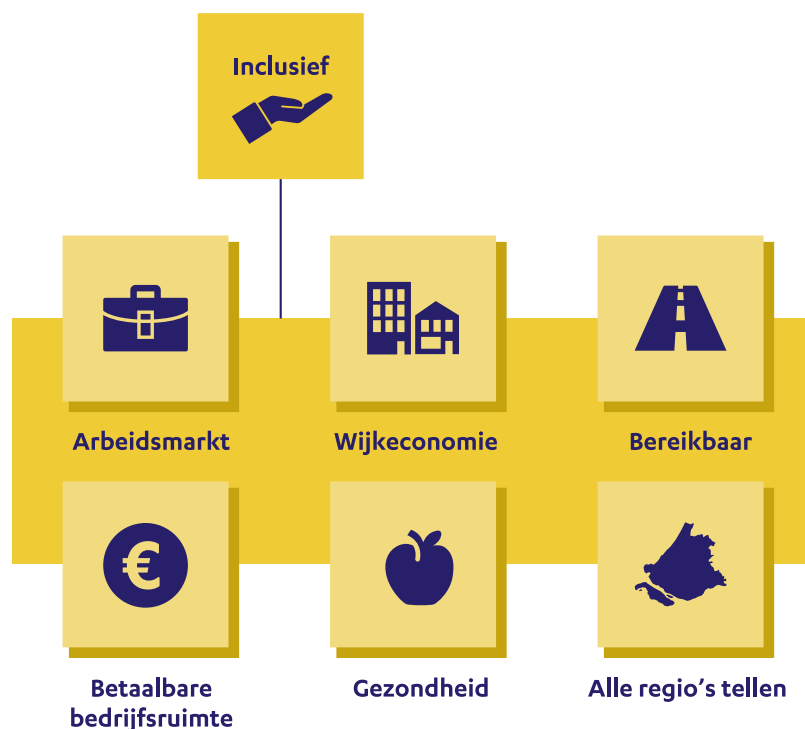 Inclusief
Arbeidsmarkt
Wijkeconomie
Bereikbaar
€
Betaalbare
bedrijfsruimte
Gezondheid
Alle regio's tellen